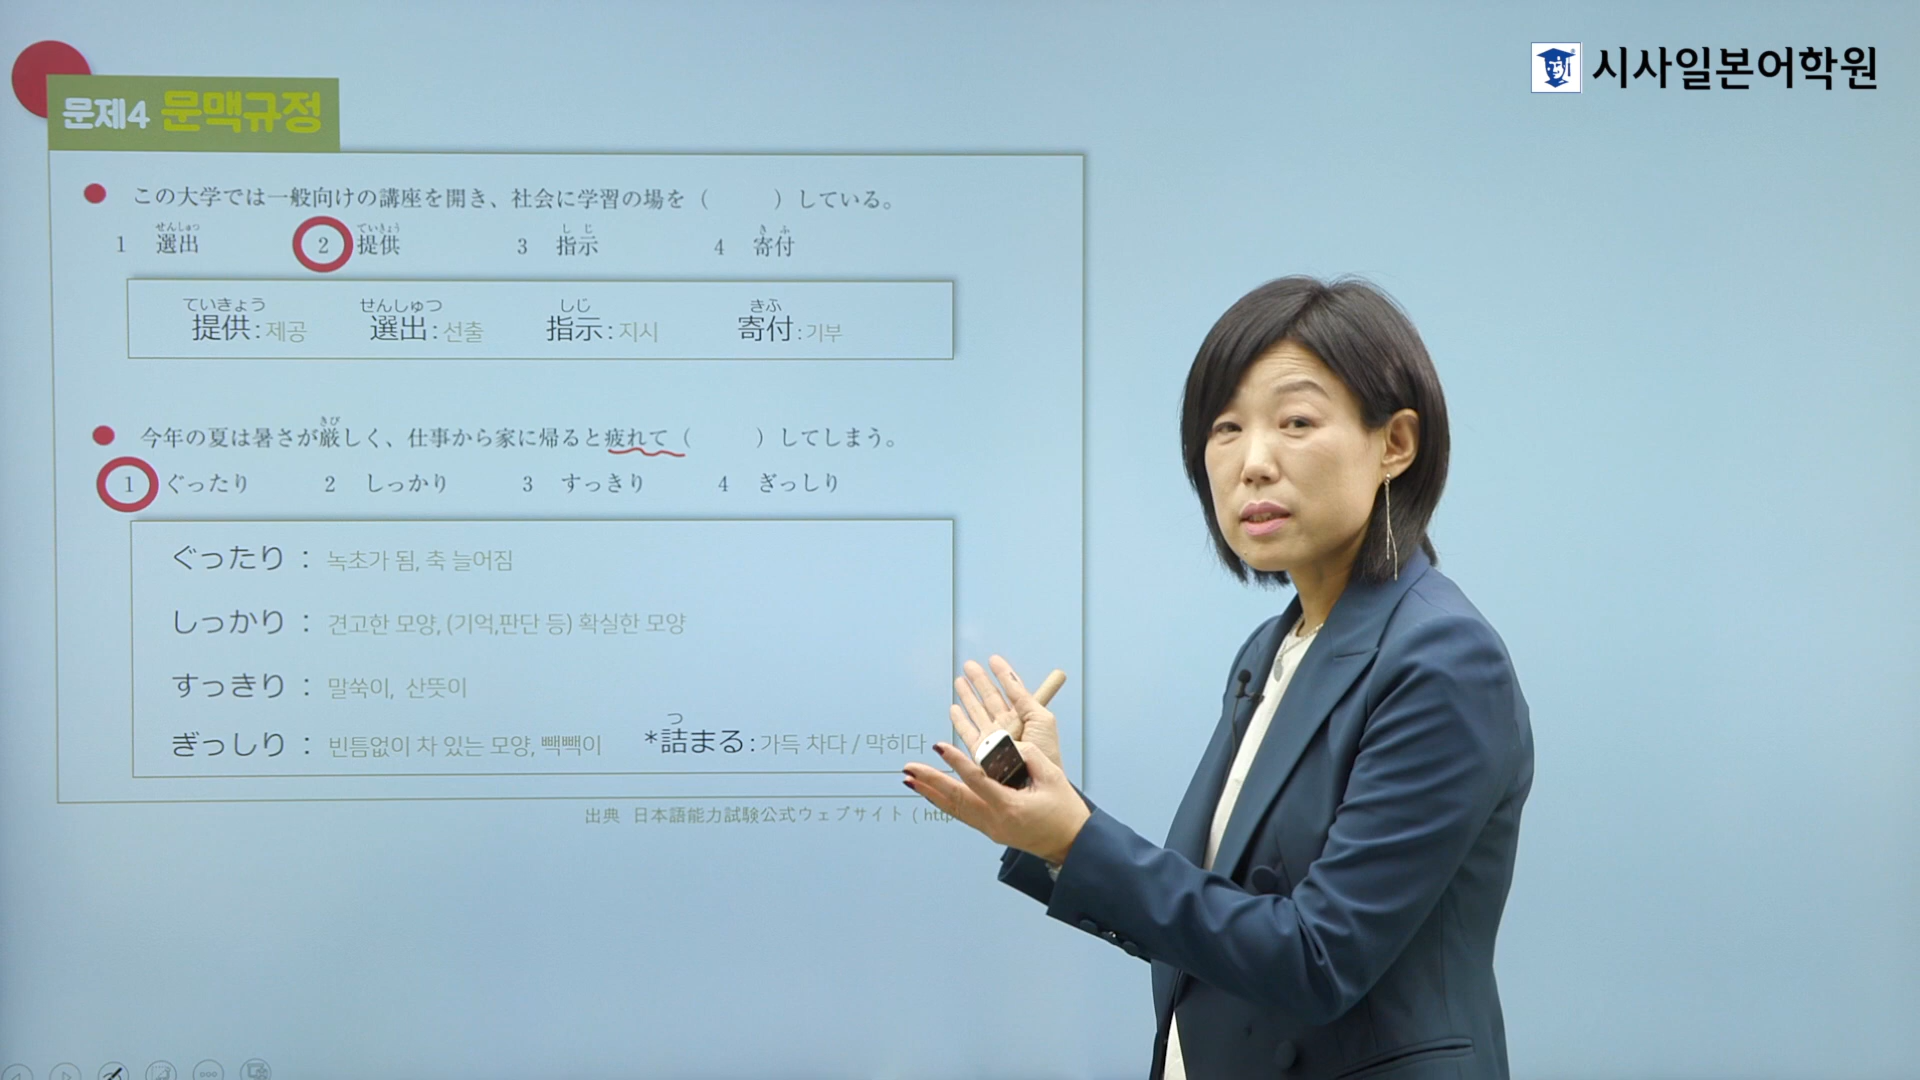 시사일본어학원
문제4 문맥규정
この大学では一般向けの講座を開き、社会に学習の場を（　　）している。
せんしゅつ ていきょう しじ きふ
1 選出 2 提供 3 指示 4 寄付
ていきょう せんしゅつ しじ きふ
提供:제공 選出:선출 指示:지시 寄付:기부
きび
今年の夏は暑さが厳しく、仕事から家に帰ると疲れて（　　）してしまう。
1 ぐったり 2 しっかり 3 すっきり 4 ぎっしり
ぐったり : 녹초가 됨, 축 늘어짐
しっかり : 견고한 모양, (기억,판단 등) 확실한 모양
すっきり : 말쑥이, 산뜻이
つ
ぎっしり : 빈틈없이 차 있는 모양, 빽빽이 *詰まる:가득 차다 / 막히다
出典 日本語能力試験公式ウェブサイト ( http